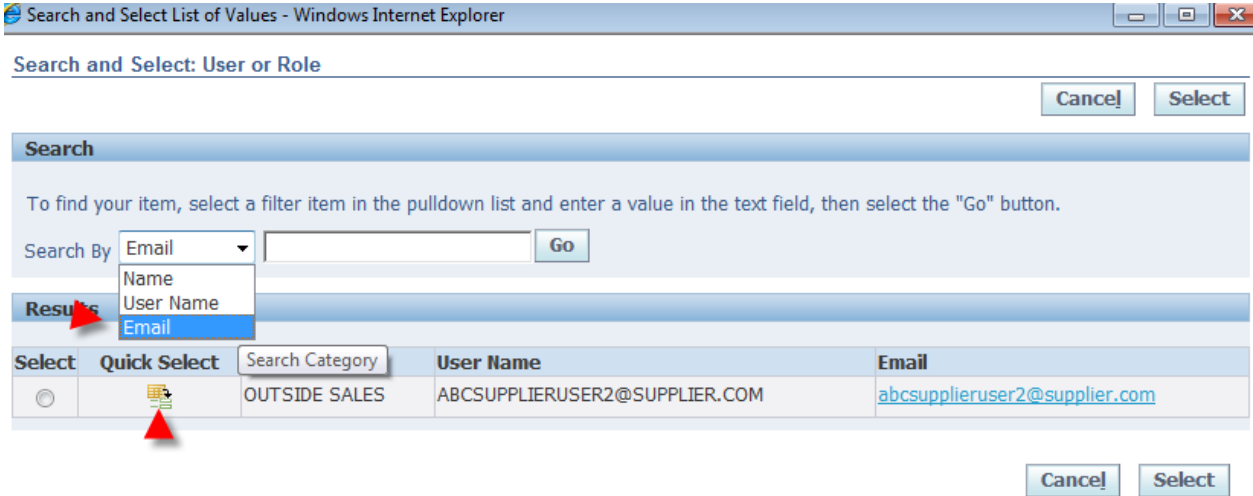 Search and Select List of Values - Windows Internet Explorer
Search and Select: User or Role
Cancel Select
Search
To find your item, select a filter item in the pulldown list and enter a value in the text field, then select the "Go" button.
Search By Email Go
Name
User Name
Results
Email
Select Quick Select Search Category User Name Email
OUTSIDE SALES ABCSUPPLIERUSER2@SUPPLIER.COM abcsupplieruser2@supplier.com
Cancel Select